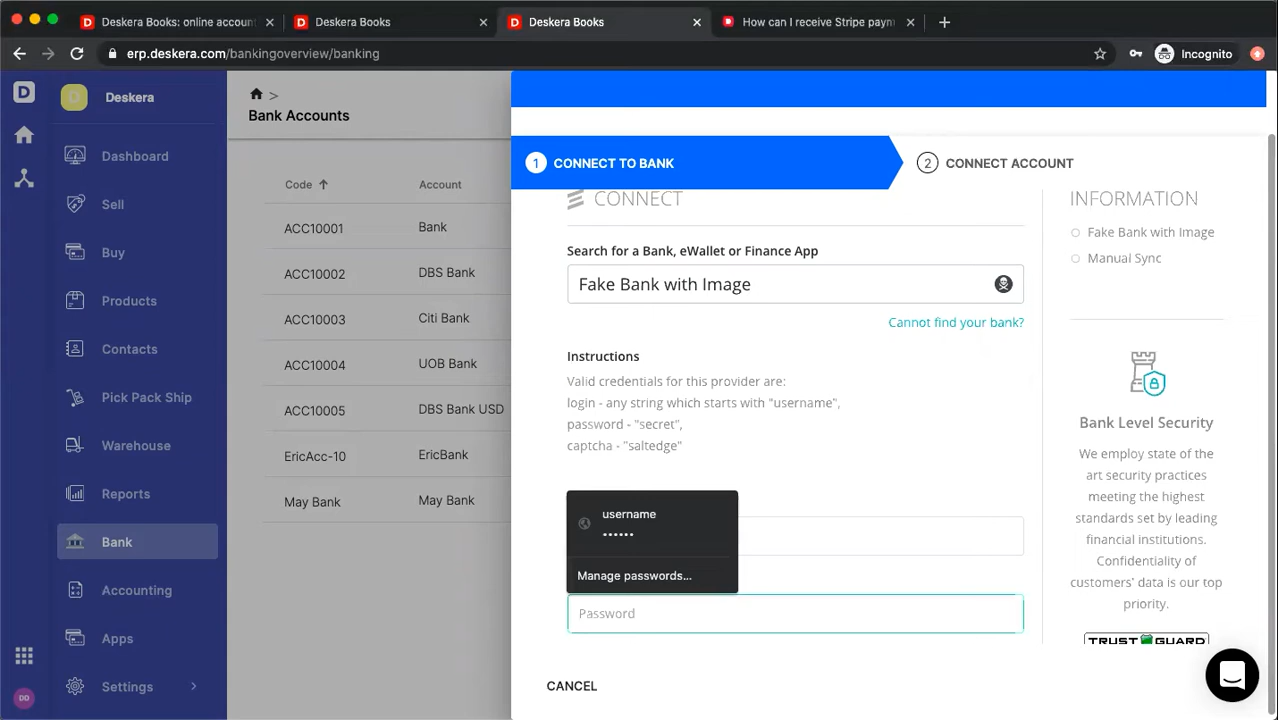 Deskera Books: online account
Deskera Books
Deskera Books
How can I receive Stripe paym
erp.deskera.com/bankingoverview/banking
Incognito
D
D
Deskera
Dashboard
Sell
Buy
Products
Contacts
Pick Pack Ship
Warehouse
Reports
Bank
Accounting
Apps
Settings
DD
>
Bank Accounts
Code ↑ Account
ACC10001 Bank
ACC10002 DBS Bank
ACC10003 Citi Bank
ACC10004 UOB Bank
ACC10005 DBS Bank USD
EricAcc-10 EricBank
May Bank May Bank
1 CONNECT TO BANK
2 CONNECT ACCOUNT
CONNECT
Search for a Bank, eWallet or Finance App
Fake Bank with Image
Cannot find your bank?
Instructions
Valid credentials for this provider are:
login - any string which starts with "username",
password - "secret",
captcha - "saltedge"
username
••••••
Manage passwords...
Password
CANCEL
INFORMATION
Fake Bank with Image
Manual Sync
Bank Level Security
We employ state of the
art security practices
meeting the highest
standards set by leading
financial institutions.
Confidentiality of
customers' data is our top
priority.
TRUST GUARD